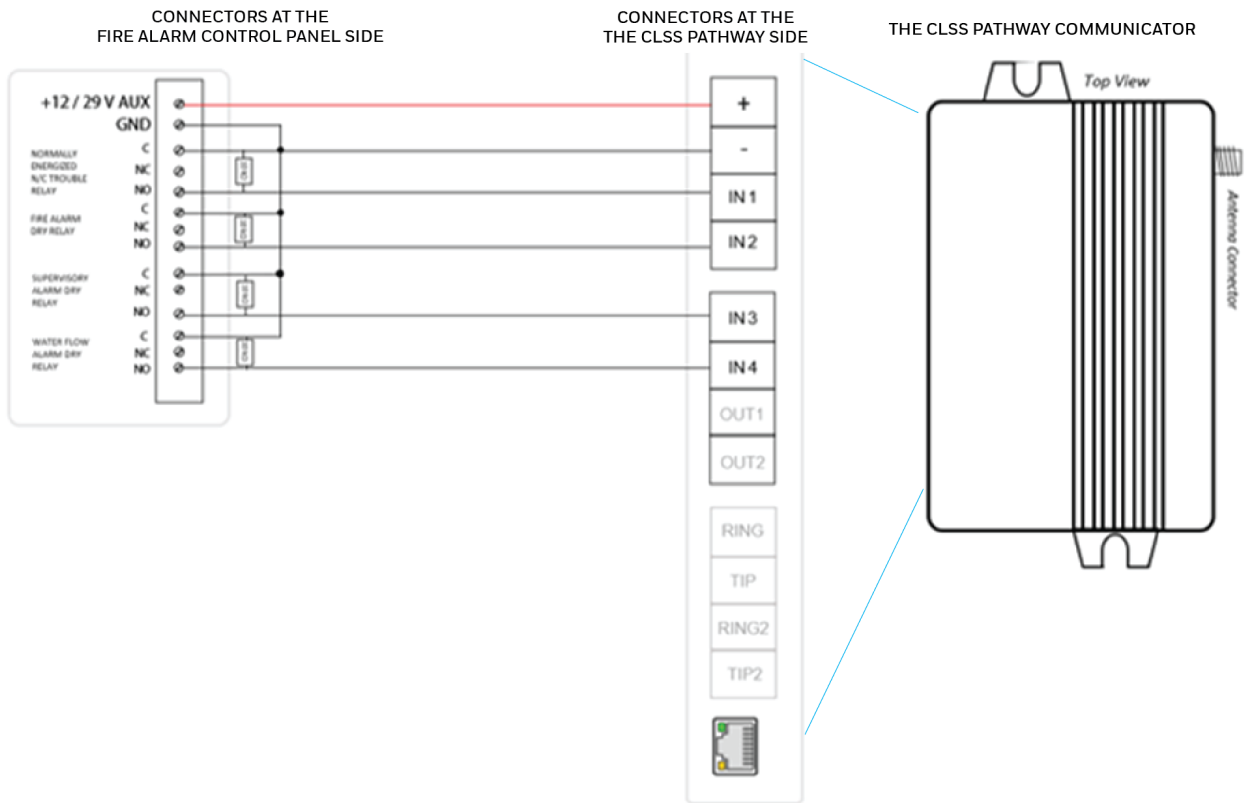 CONNECTORS AT THE
FIRE ALARM CONTROL PANEL SIDE
CONNECTORS AT THE
THE CLSS PATHWAY SIDE
THE CLSS PATHWAY COMMUNICATOR
+12 / 29 V AUX
GND
NORMALLY
ENERGIZED
N/C TROUBLE
RELAY
C
NC
NO
FIRE ALARM
DRY RELAY
C
NC
NO
SUPERVISORY
ALARM DRY
RELAY
C
NC
NO
WATER FLOW
ALARM DRY
RELAY
C
NC
NO
+
-
IN 1
IN 2
IN 3
IN 4
OUT1
OUT2
RING
TIP
RING2
TIP2
Top View
Antenna Connector